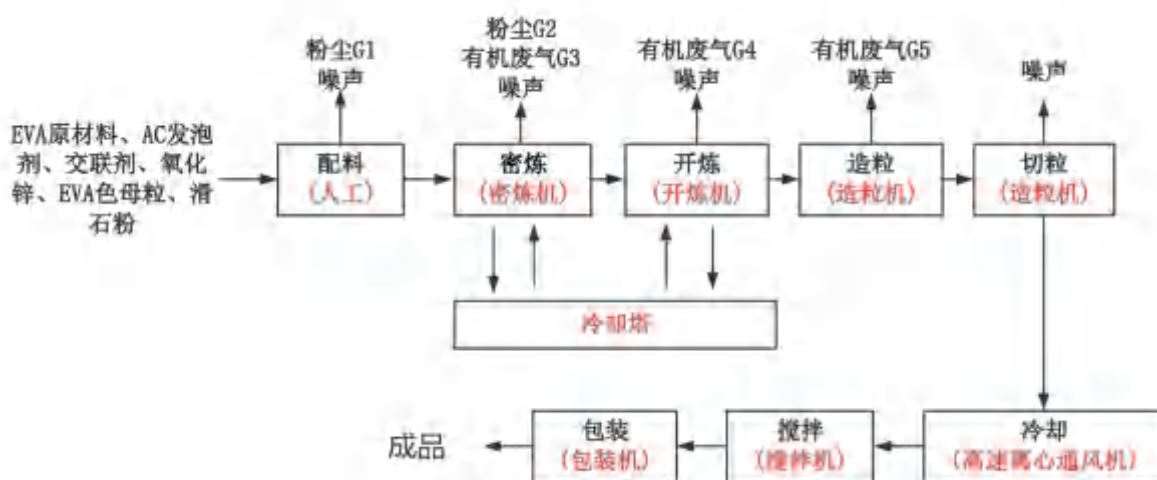 粉尘G1
噪声
粉尘G2
有机废气G3
噪声
有机废气G4
噪声
有机废气G5
噪声
噪声
EVA原材料、AC发泡
剂、交联剂、氧化
锌、EVA色母粒、滑
石粉
配料
(人工)
密炼
(密炼机)
开炼
(开炼机)
造粒
(造粒机)
切粒
(造粒机)
冷却塔
成品
包装
(包装机)
搅拌
(搅拌机)
冷却
(高速离心通风机)